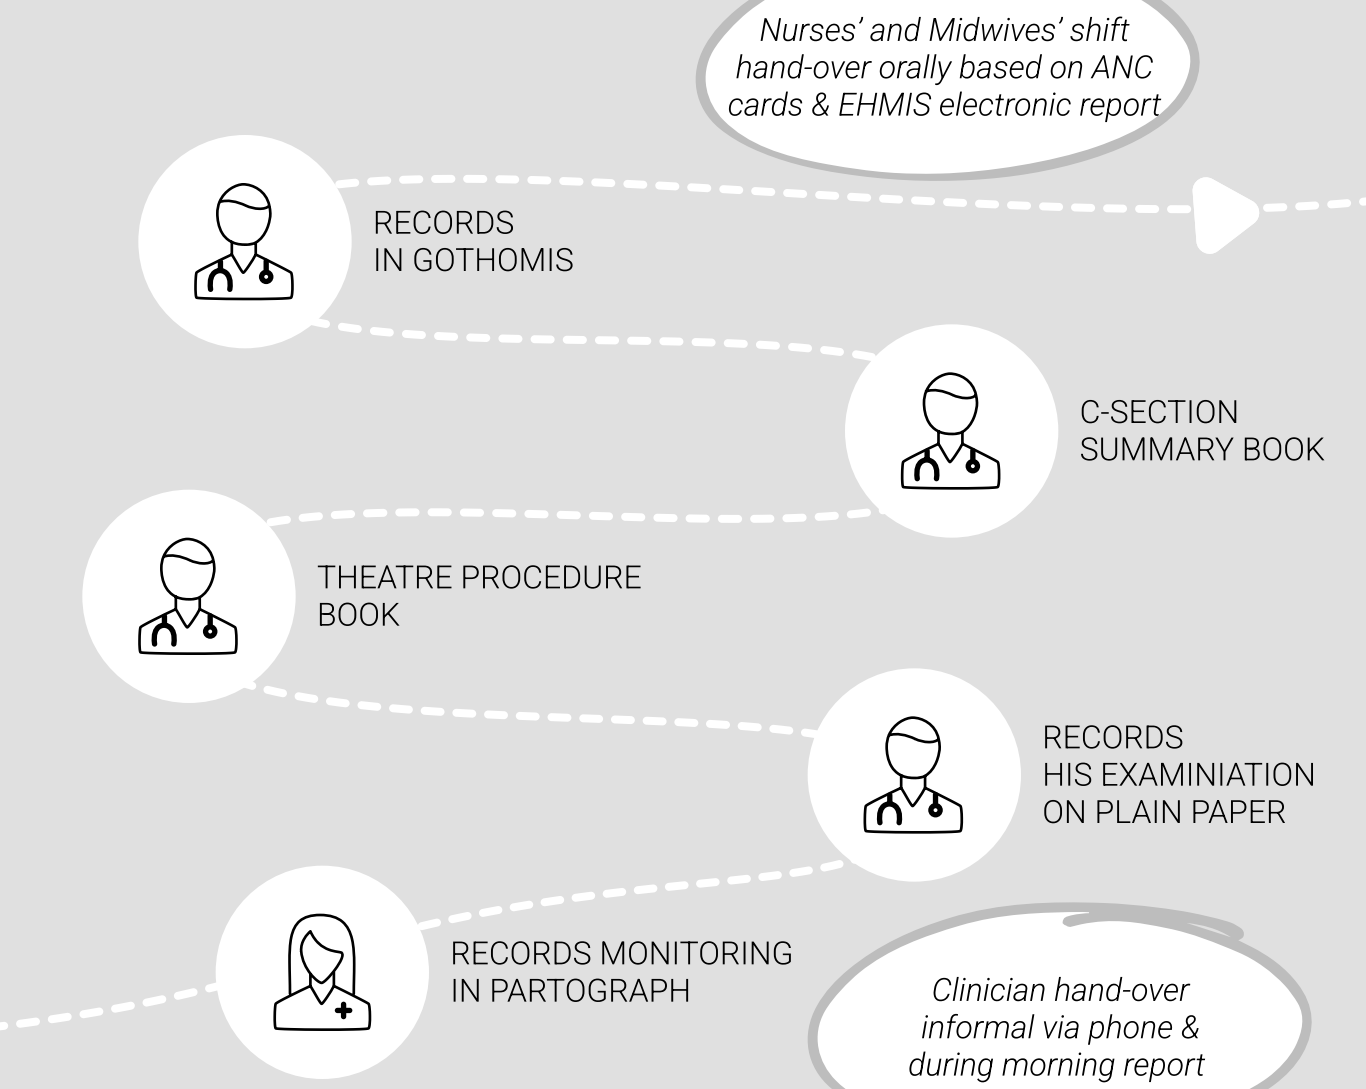 Nurses’ and Midwives’ shift
hand-over orally based on ANC
cards & EHMIS electronic report
RECORDS
IN GOTHOMIS
C-SECTION
SUMMARY BOOK
THEATRE PROCEDURE
BOOK
RECORDS
HIS EXAMINIATION
ON PLAIN PAPER
RECORDS MONITORING
IN PARTOGRAPH
Clinician hand-over
informal via phone &
during morning report